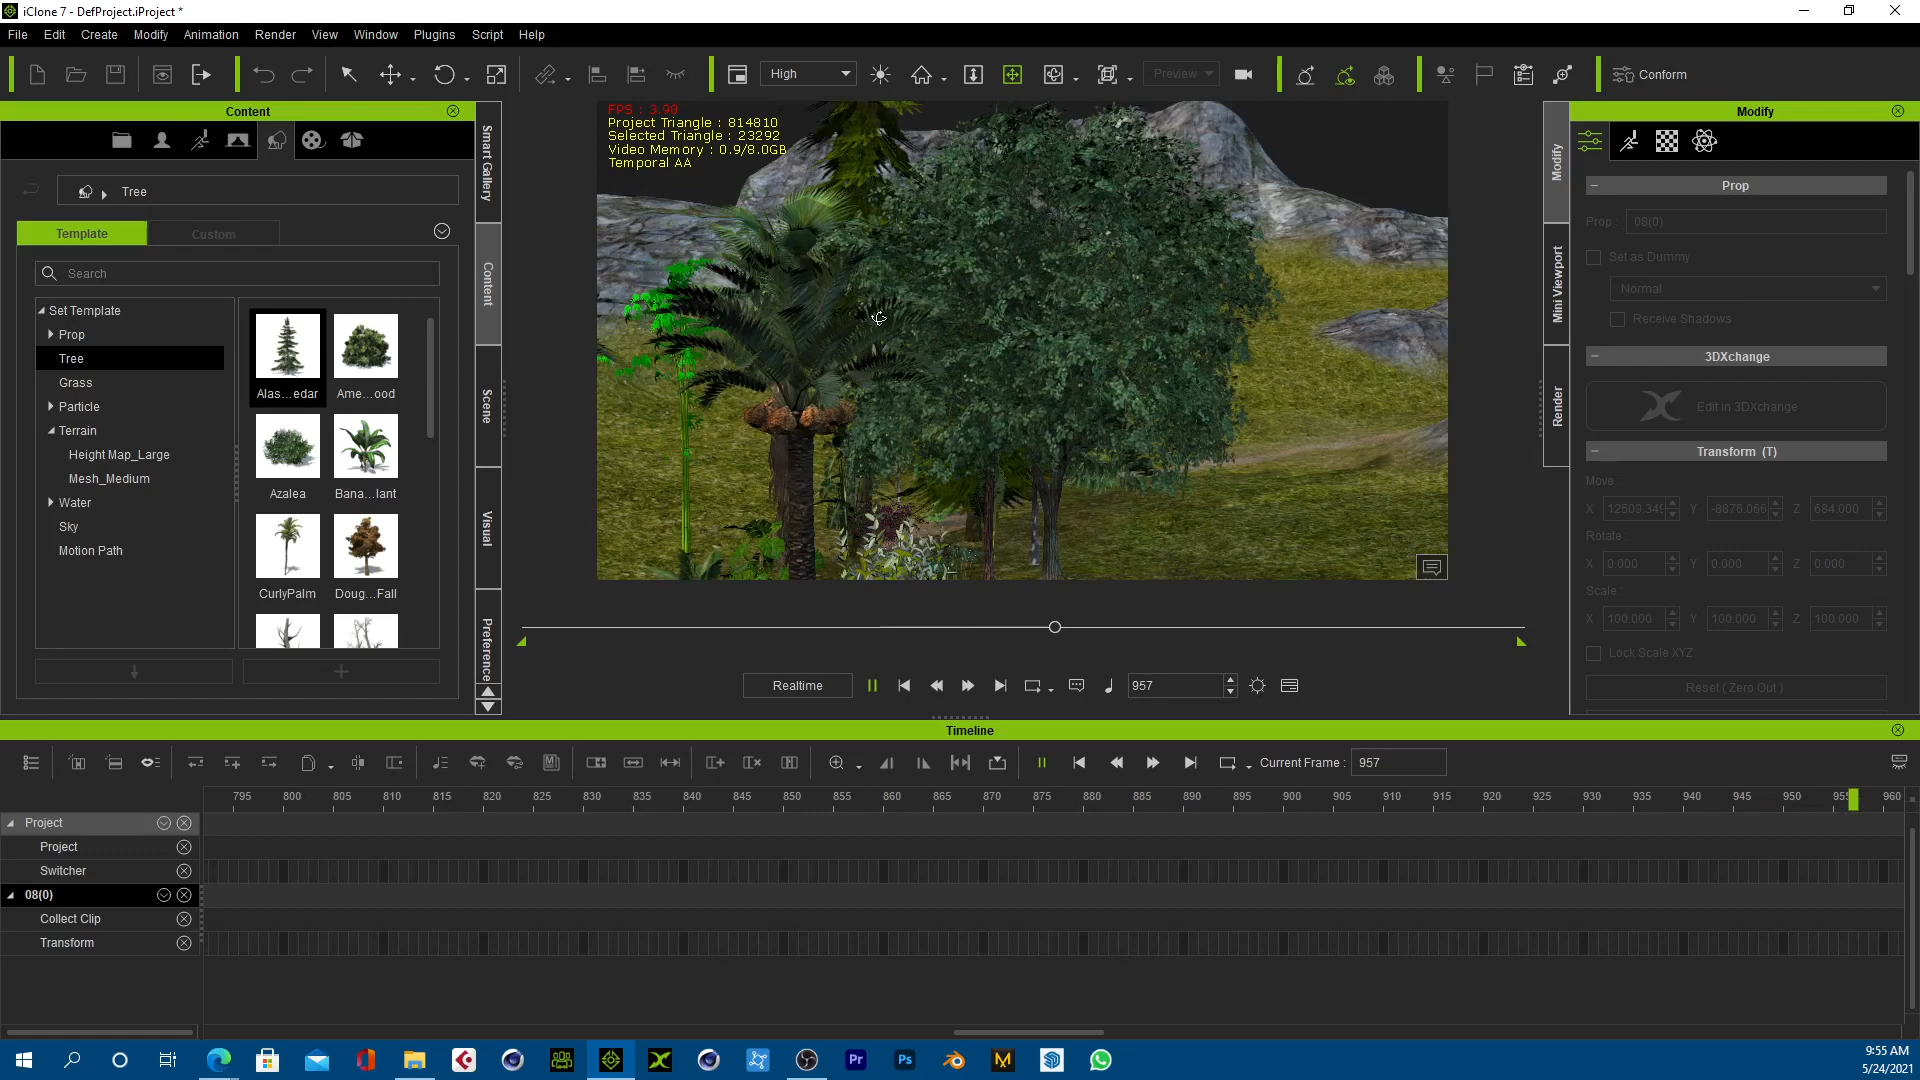 iClone 7 - DefProject.iProject *
File Edit Create Modify Animation Render View Window Plugins Script Help
High
Preview
Conform
Content
Tree
Template
Custom
Search
Set Template
Prop
Tree
Grass
Particle
Terrain
Height Map_Large
Mesh_Medium
Water
Sky
Motion Path
Alas...edar
Ame...ood
Azalea
Bana...lant
CurlyPalm
Doug...Fall
Smart Gallery
Content
Scene
Visual
Preference
FPS : 3.90
Project Triangle : 814810
Selected Triangle : 23292
Video Memory : 0.9/8.0GB
Temporal AA
Realtime
957
Modify
Mini Viewport
Render
Modify
Prop
Prop : 08(0)
Set as Dummy
Normal
Receive Shadows
3DXchange
Edit in 3DXchange
Transform (T)
Move :
X 12509.349 Y -8876.066 Z 684.000
Rotate :
X 0.000 Y 0.000 Z 0.000
Scale :
X 100.000 Y 100.000 Z 100.000
Lock Scale XYZ
Reset ( Zero Out )
Timeline
Current Frame : 957
795 800 805 810 815 820 825 830 835 840 845 850 855 860 865 870 875 880 885 890 895 900 905 910 915 920 925 930 935 940 945 950 955 960
Project
Project
Switcher
08(0)
Collect Clip
Transform
Pr
Ps
M
9:55 AM
5/24/2021